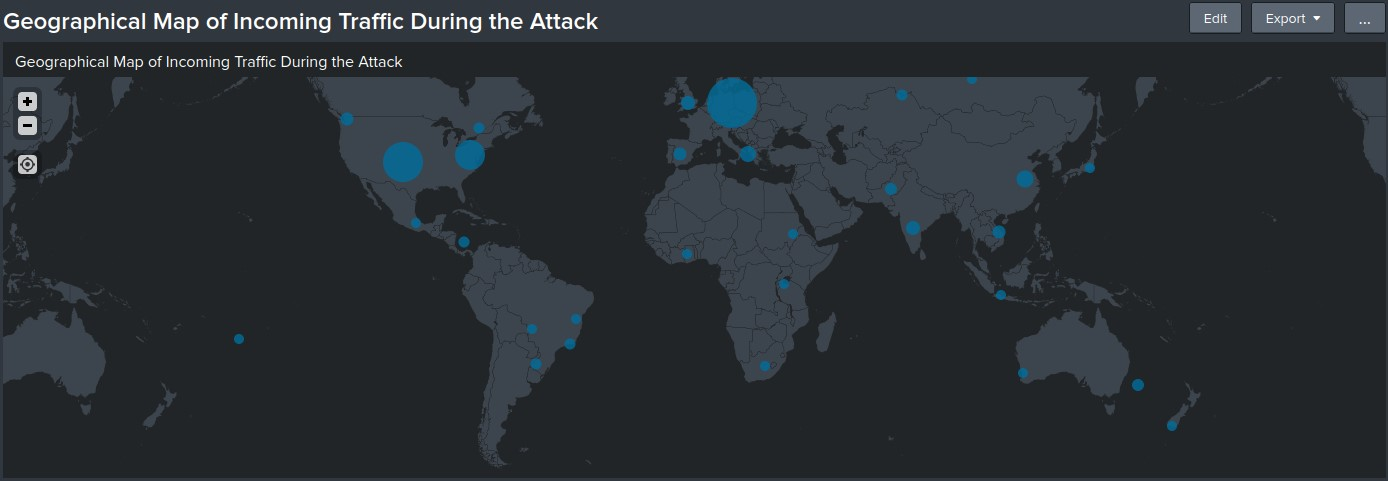 Geographical Map of Incoming Traffic During the Attack
Edit
Export
...
Geographical Map of Incoming Traffic During the Attack
+
-